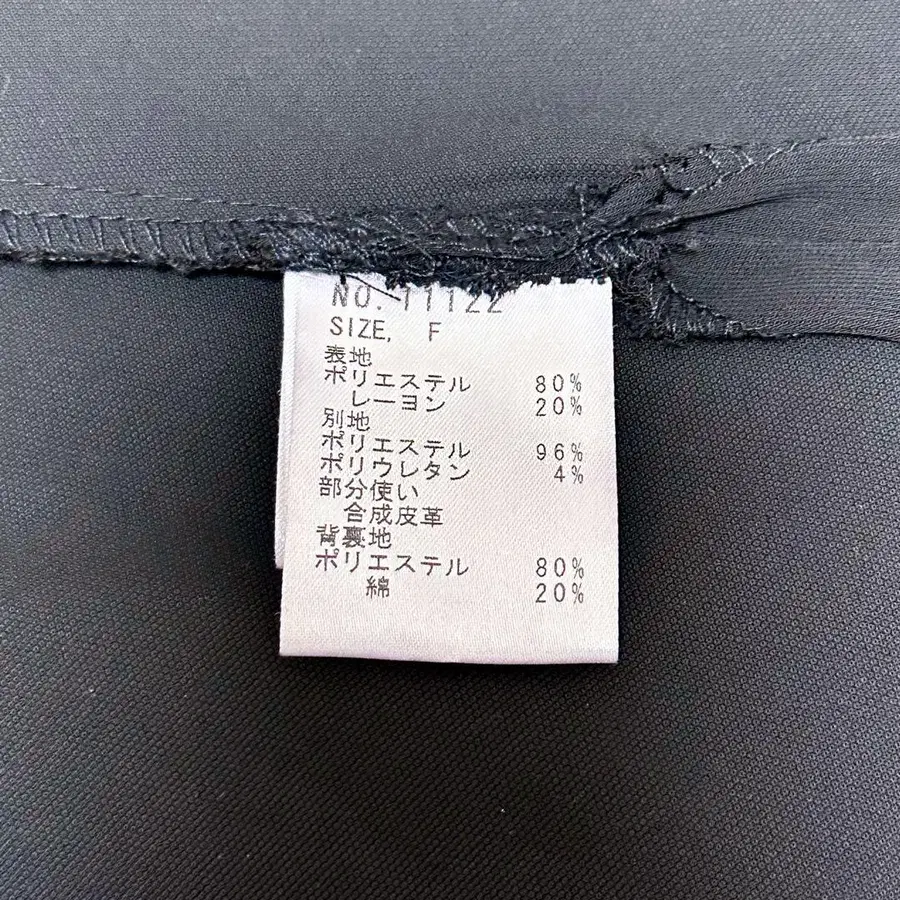 NO. 11122
SIZE, F
表地
ポリエステル 80%
レーヨン 20%
別地
ポリエステル 96%
ポリウレタン 4%
部分使い
合成皮革
背裏地
ポリエステル 80%
綿 20%